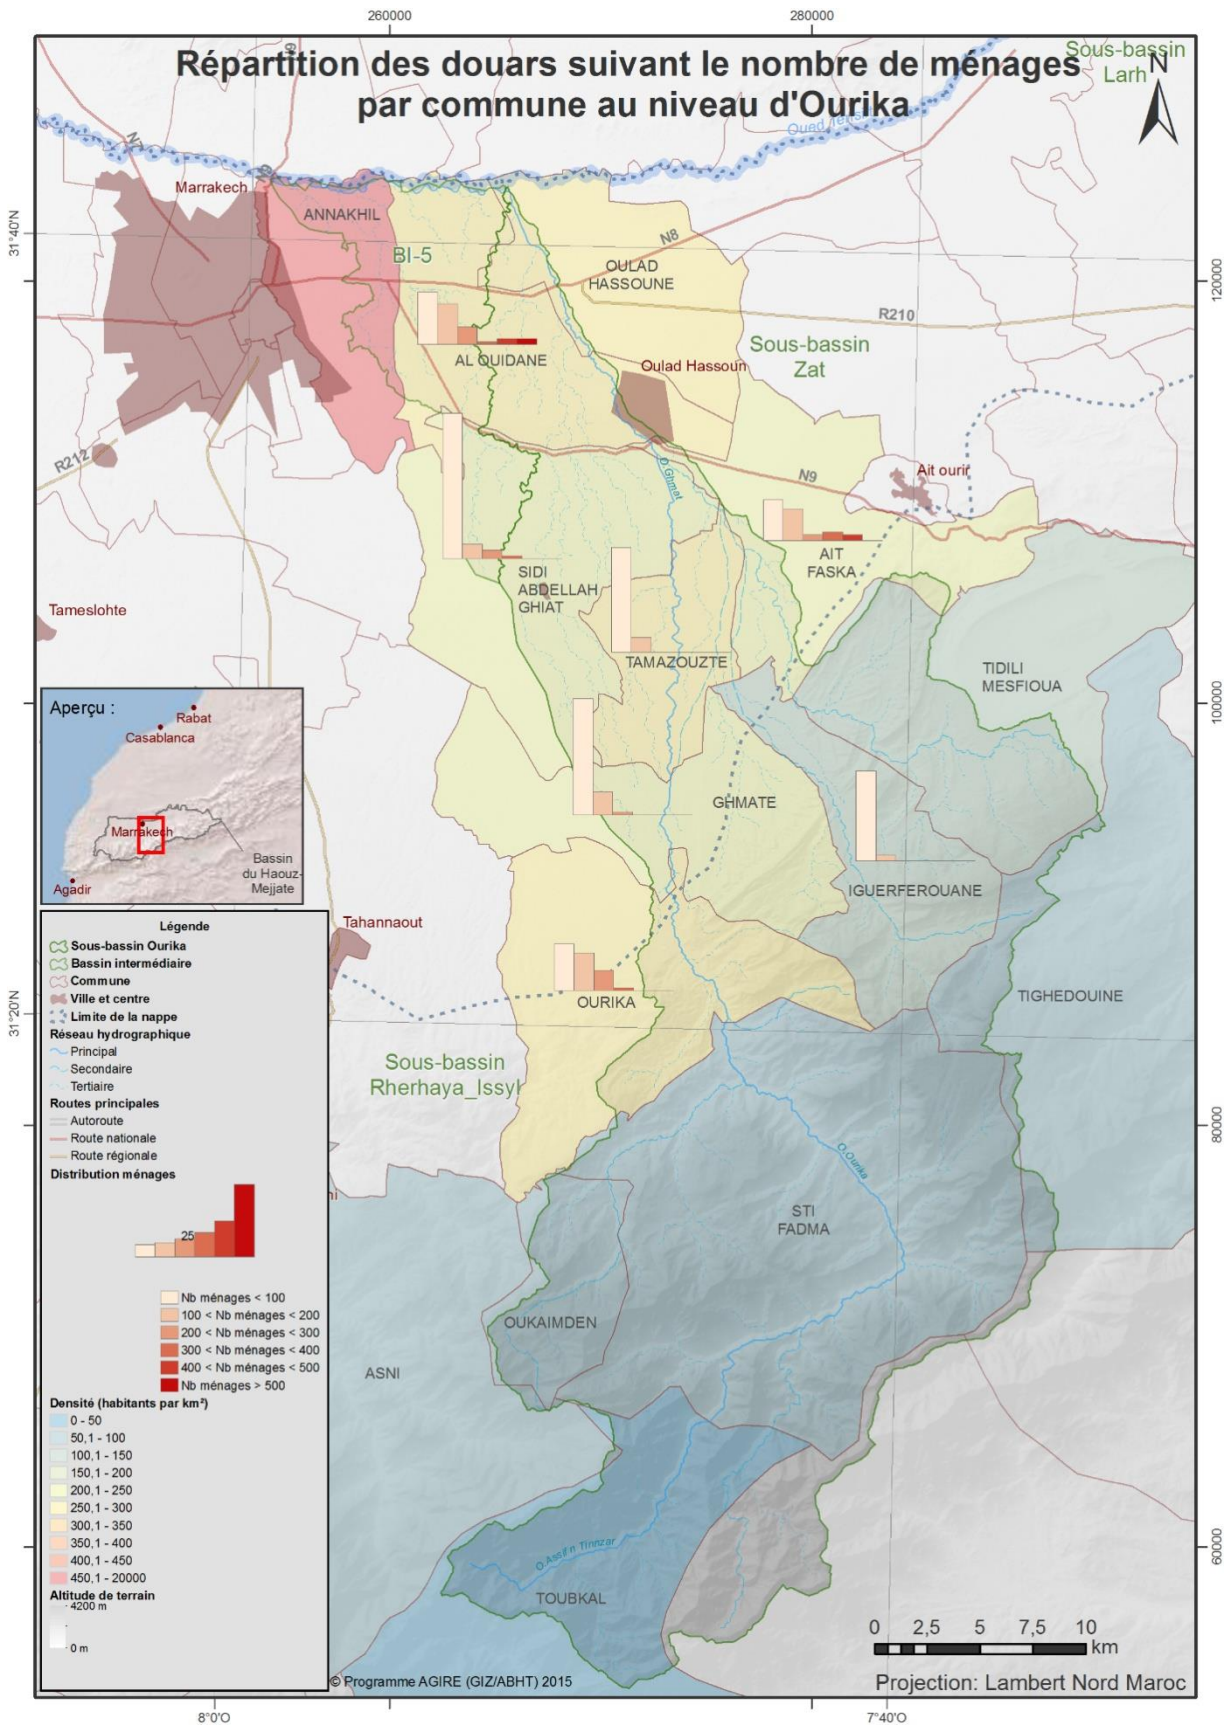 260000
280000
Répartition des douars suivant le nombre de ménages
par commune au niveau d'Ourika
Sous-bassin
Larh
N
N7
Marrakech
ANNAKHIL
BI-5
N8
OULAD
HASSOUNE
R210
31°40'N
120000
AL OUIDANE
Sous-bassin
Zat
Oulad Hassoun
R212
O.Ghmat
N9
Ait ourir
AIT
FASKA
SIDI
ABDELLAH
GHIAT
Tameslohte
TAMAZOUZTE
TIDILI
MESFIOUA
100000
Aperçu :
Rabat
Casablanca
Marrakech
Bassin
du Haouz-
Mejjate
Agadir
GHMATE
IGUERFEROUANE
Tahannaout
OURIKA
TIGHEDOUINE
31°20'N
Sous-bassin
Rherhaya_Issyl
80000
O.Ourika
STI
FADMA
OUKAIMDEN
ASNI
O.Assif n Tinnzar
TOUBKAL
60000
Légende
Sous-bassin Ourika
Bassin intermédiaire
Commune
Ville et centre
Limite de la nappe
Réseau hydrographique
Principal
Secondaire
Tertiaire
Routes principales
Autoroute
Route nationale
Route régionale
Distribution ménages
25
Nb ménages < 100
100 < Nb ménages < 200
200 < Nb ménages < 300
300 < Nb ménages < 400
400 < Nb ménages < 500
Nb ménages > 500
Densité (habitants par km²)
0 - 50
50,1 - 100
100,1 - 150
150,1 - 200
200,1 - 250
250,1 - 300
300,1 - 350
350,1 - 400
400,1 - 450
450,1 - 20000
Altitude de terrain
4200 m
0 m
© Programme AGIRE (GIZ/ABHT) 2015
0 2,5 5 7,5 10
km
Projection: Lambert Nord Maroc
8°0'O
7°40'O